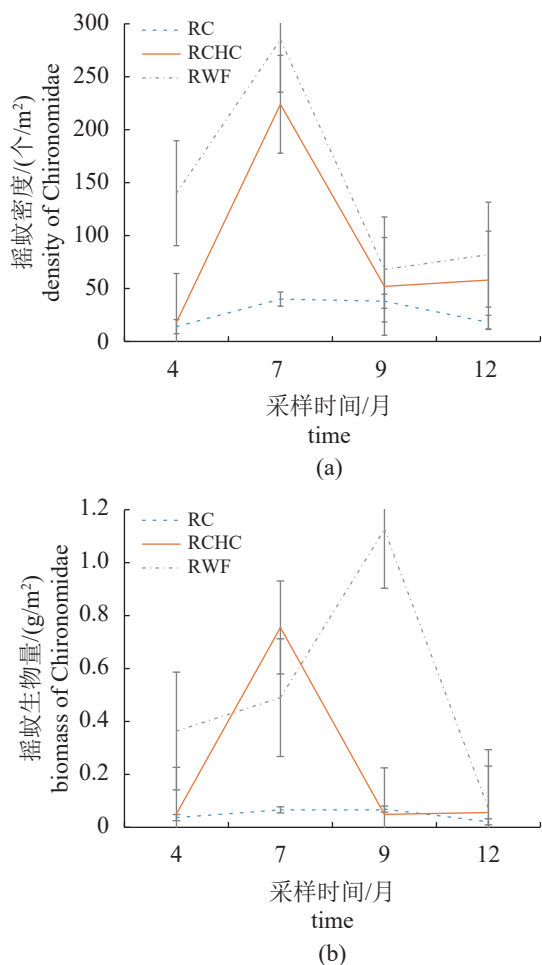 300
250
200
150
100
50
0
RC
RCHC
RWF
摇蚊密度/(个/m²)
density of Chironomidae
4
7
9
12
采样时间/月
time
(a)
1.2
1.0
0.8
0.6
0.4
0.2
0
RC
RCHC
RWF
摇蚊生物量/(g/m²)
biomass of Chironomidae
4
7
9
12
采样时间/月
time
(b)